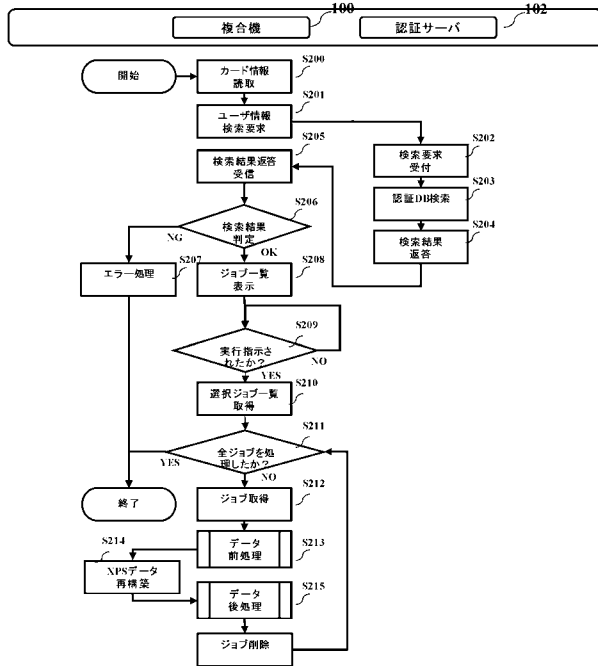 複合機
100
認証サーバ
102
開始
カード情報
読取
S200
ユーザ情報
検索要求
S201
検索要求
受付
S202
認証DB検索
S203
検索結果
返答
S204
検索結果返答
受信
S205
検索結果
判定
S206
NG
OK
エラー処理
S207
ジョブ一覧
表示
S208
実行指示さ
れたか？
S209
NO
YES
選択ジョブ一覧
取得
S210
全ジョブを処
理したか？
S211
YES
NO
終了
ジョブ取得
S212
データ
前処理
S213
XPSデータ
再構築
S214
データ
後処理
S215
ジョブ削除